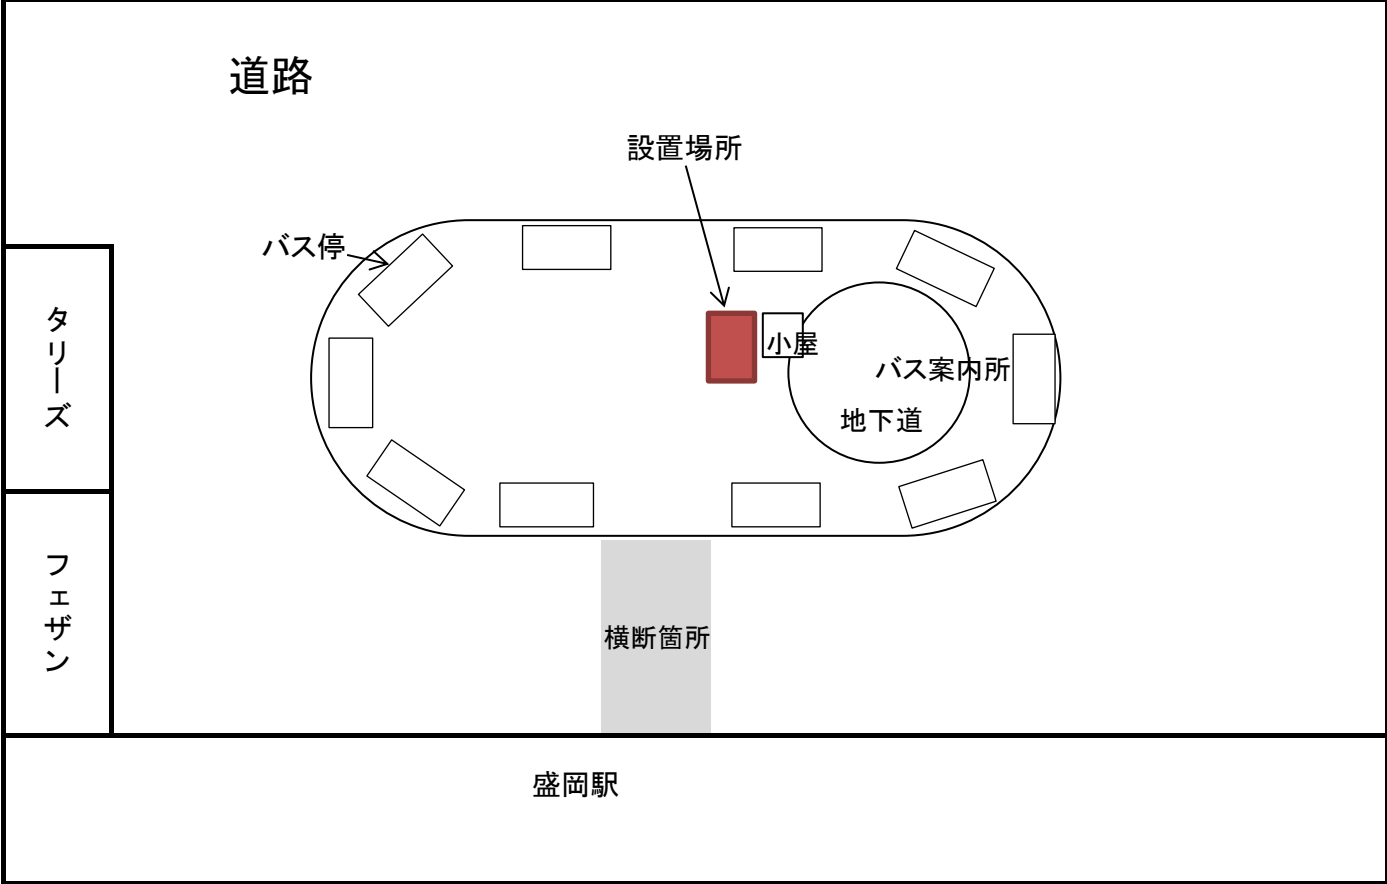 道路
設置場所
バス停
タリーズ
小屋
バス案内所
地下道
フェザン
横断箇所
盛岡駅